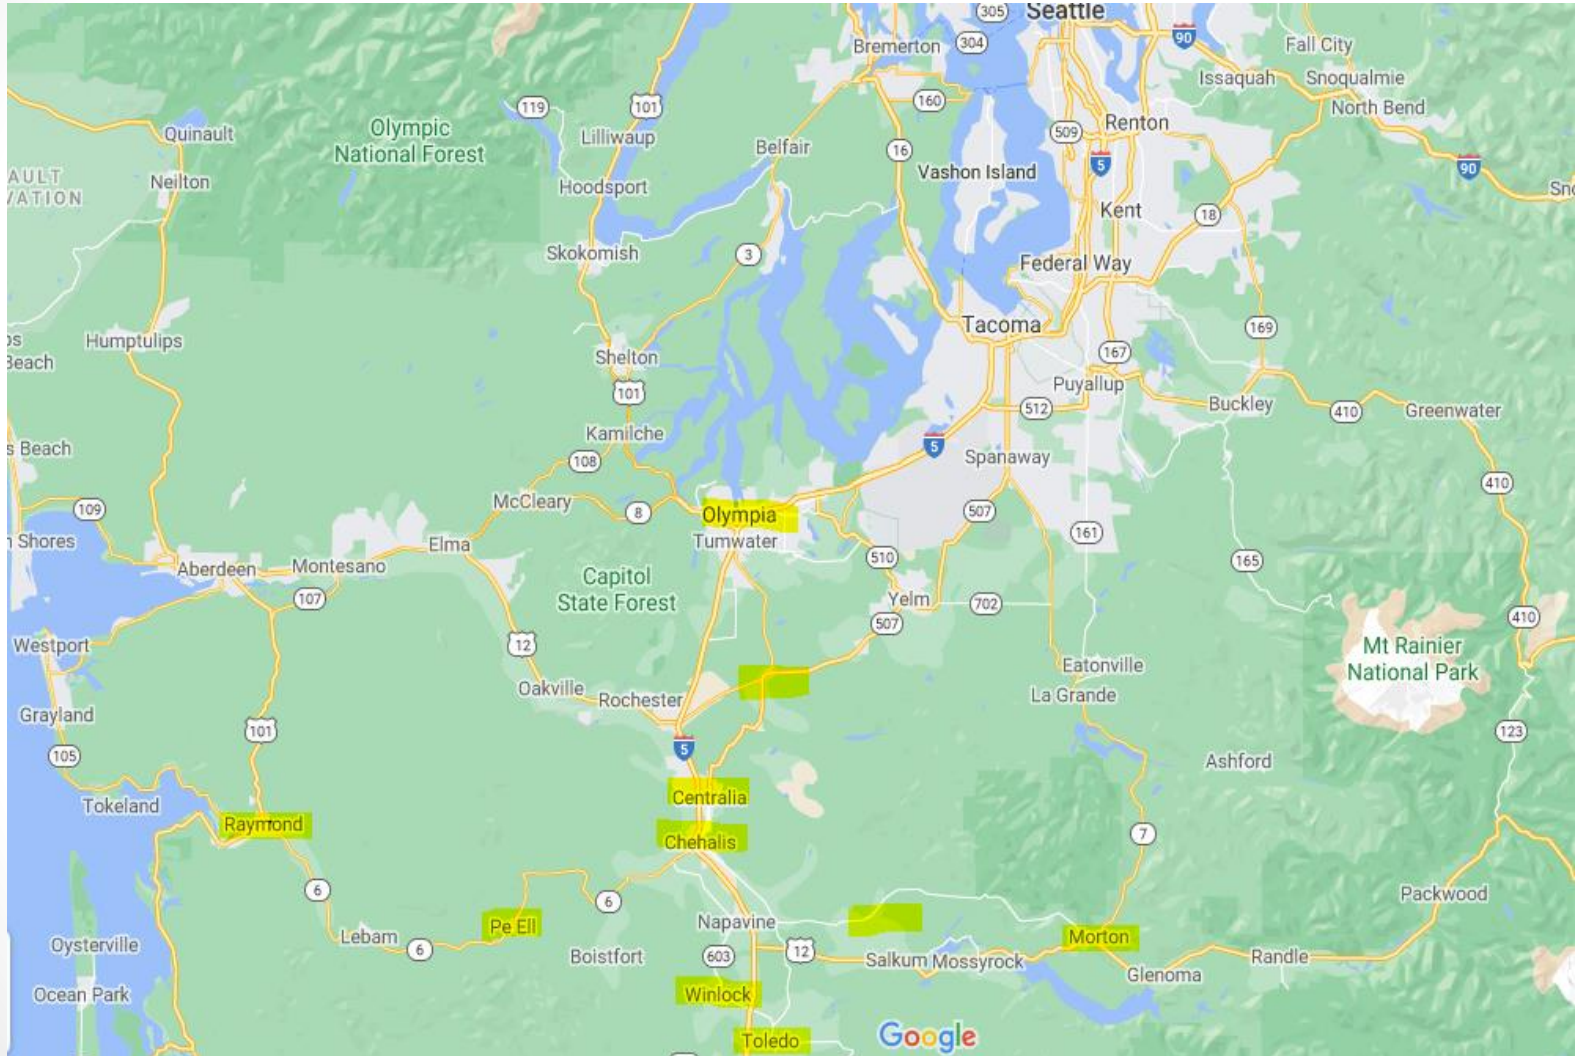 305
Seattle
90
Fall City
Bremerton
304
Issaquah
Snoqualmie
119
101
160
North Bend
Quinault
Olympic
National Forest
Lilliwaup
Belfair
16
509
Renton
5
90
AULT
VATION
Neilton
Hoodsport
Vashon Island
Sno
Kent
18
Skokomish
3
Federal Way
Humptulips
Tacoma
169
Beach
Shelton
167
101
Puyallup
512
Buckley
410
Greenwater
Kamilche
5
s Beach
108
Spanaway
McCleary
410
109
8
Olympia
507
n Shores
Elma
Tumwater
161
Aberdeen
Montesano
510
165
Capitol
State Forest
107
Yelm
702
507
410
Westport
12
Mt Rainier
National Park
Eatonville
Oakville
Rochester
La Grande
Grayland
101
5
123
105
Ashford
Tokeland
Centralia
Raymond
Chehalis
7
6
6
Packwood
Pe Ell
Napavine
Lebam
6
Morton
Oysterville
Boistfort
603
12
Salkum
Mossyrock
Randle
Glenoma
Ocean Park
Winlock
Toledo
Google